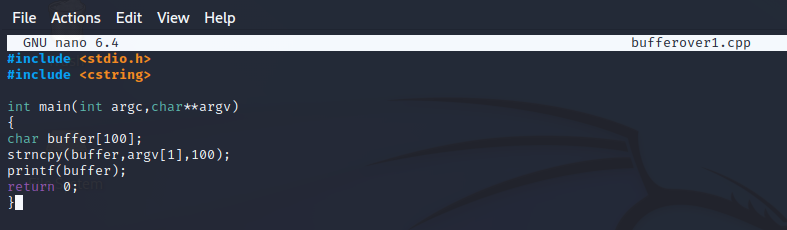 File Actions Edit View Help
GNU nano 6.4 bufferover1.cpp
#include <stdio.h>
#include <cstring>
int main(int argc,char**argv)
{
char buffer[100];
strncpy(buffer,argv[1],100);
printf(buffer);
return 0;
}